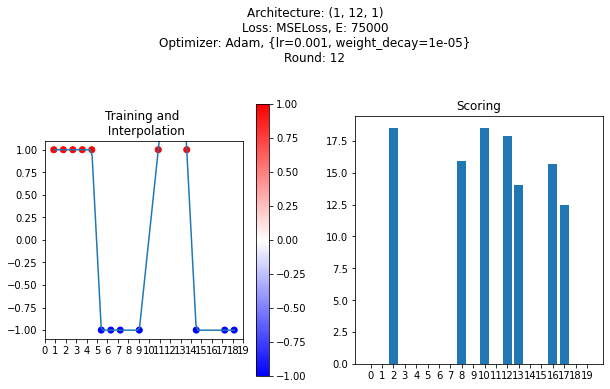 Architecture: (1, 12, 1)
Loss: MSELoss, E: 75000
Optimizer: Adam, {lr=0.001, weight_decay=1e-05}
Round: 12
Training and
Interpolation
1.00
0.75
0.50
0.25
0.00
−0.25
−0.50
−0.75
−1.00
0 1 2 3 4 5 6 7 8 9 10 11 12 13 14 15 16 17 18 19
1.00
0.75
0.50
0.25
0.00
−0.25
−0.50
−0.75
−1.00
Scoring
17.5
15.0
12.5
10.0
7.5
5.0
2.5
0.0
0 1 2 3 4 5 6 7 8 9 10 11 12 13 14 15 16 17 18 19